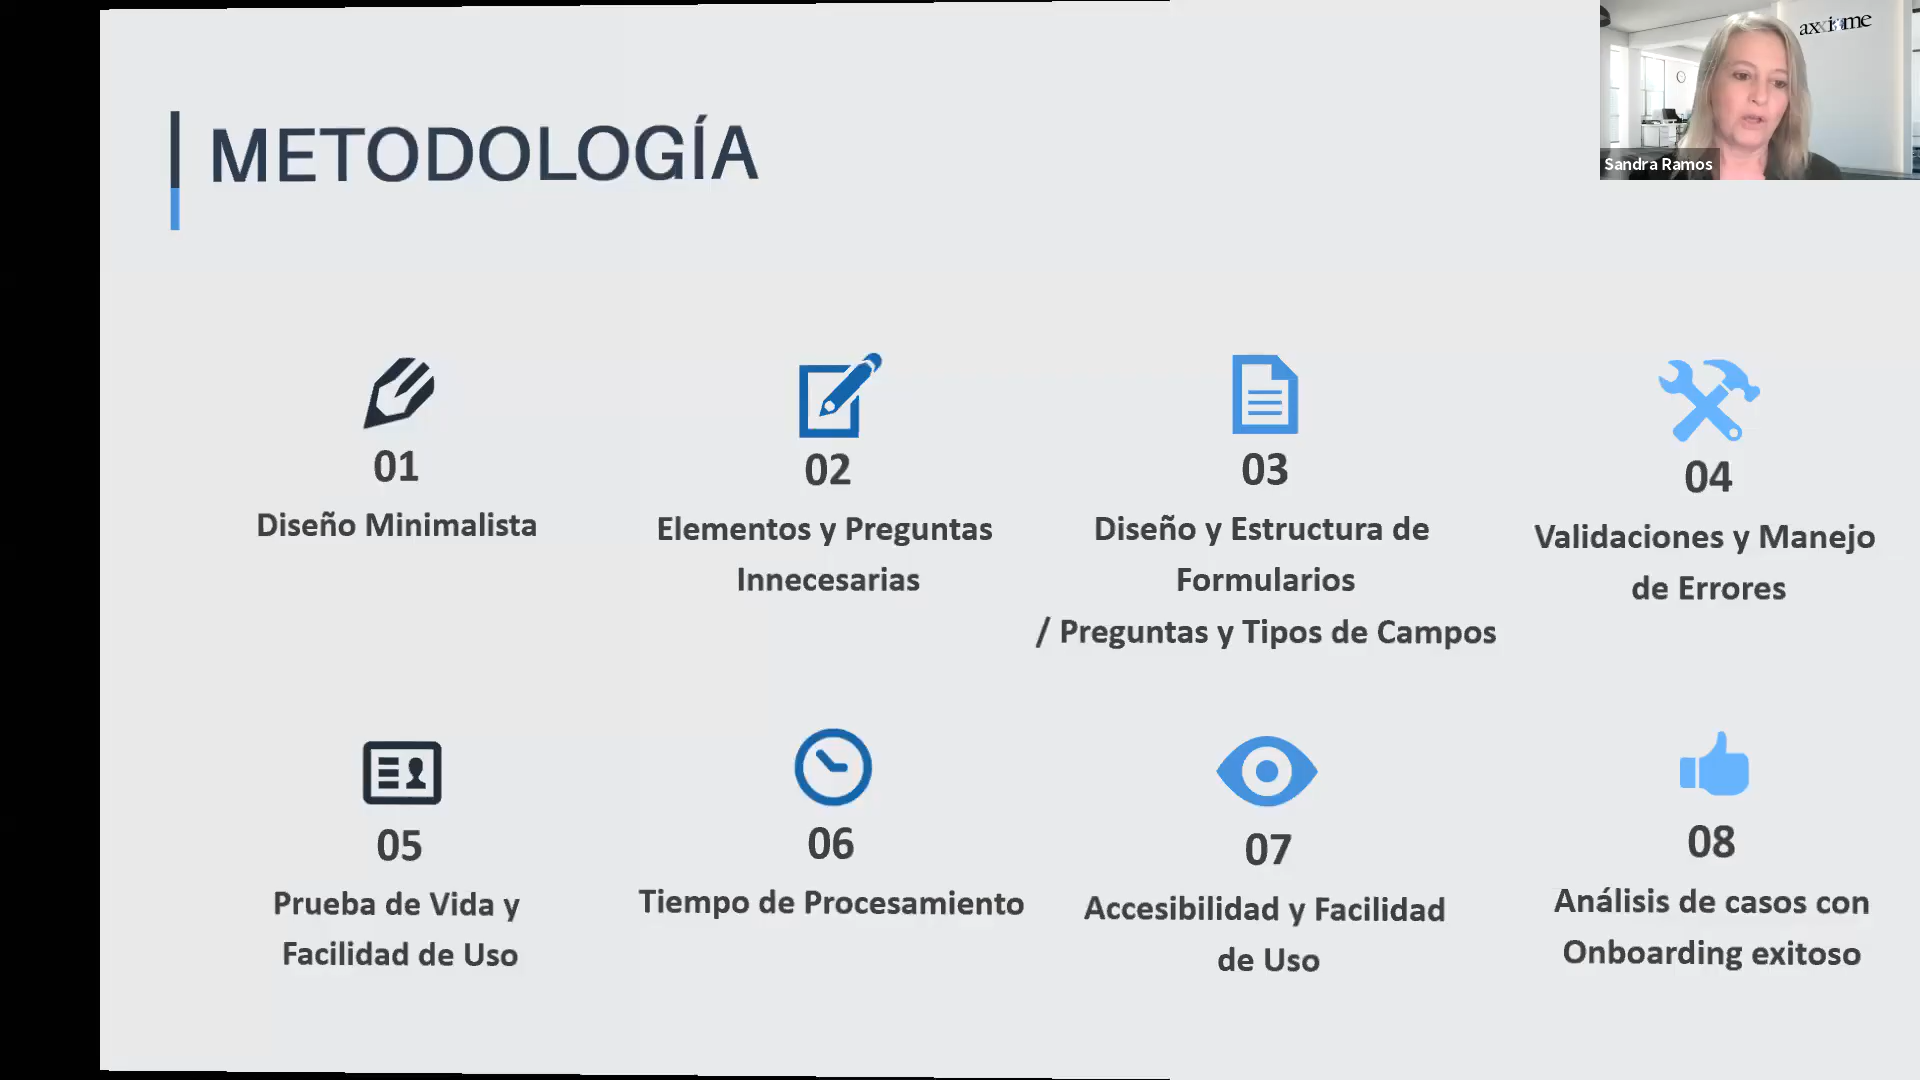 METODOLOGÍA
axxiome
Sandra Ramos
01
Diseño Minimalista
02
Elementos y Preguntas
Innecesarias
03
Diseño y Estructura de
Formularios
/ Preguntas y Tipos de Campos
04
Validaciones y Manejo
de Errores
05
Prueba de Vida y
Facilidad de Uso
06
Tiempo de Procesamiento
07
Accesibilidad y Facilidad
de Uso
08
Análisis de casos con
Onboarding exitoso